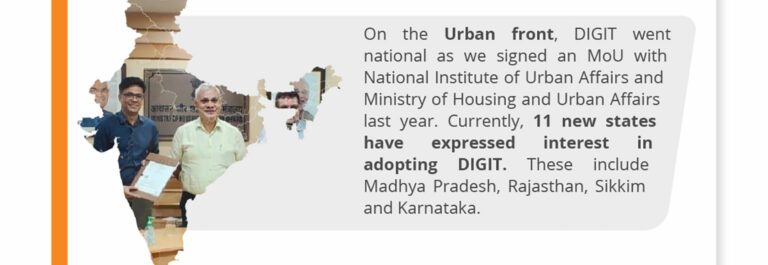 On the Urban front, DIGIT went
national as we signed an MoU with
National Institute of Urban Affairs and
Ministry of Housing and Urban Affairs
last year. Currently, 11 new states
have expressed interest in
adopting DIGIT. These include
Madhya Pradesh, Rajasthan, Sikkim
and Karnataka.